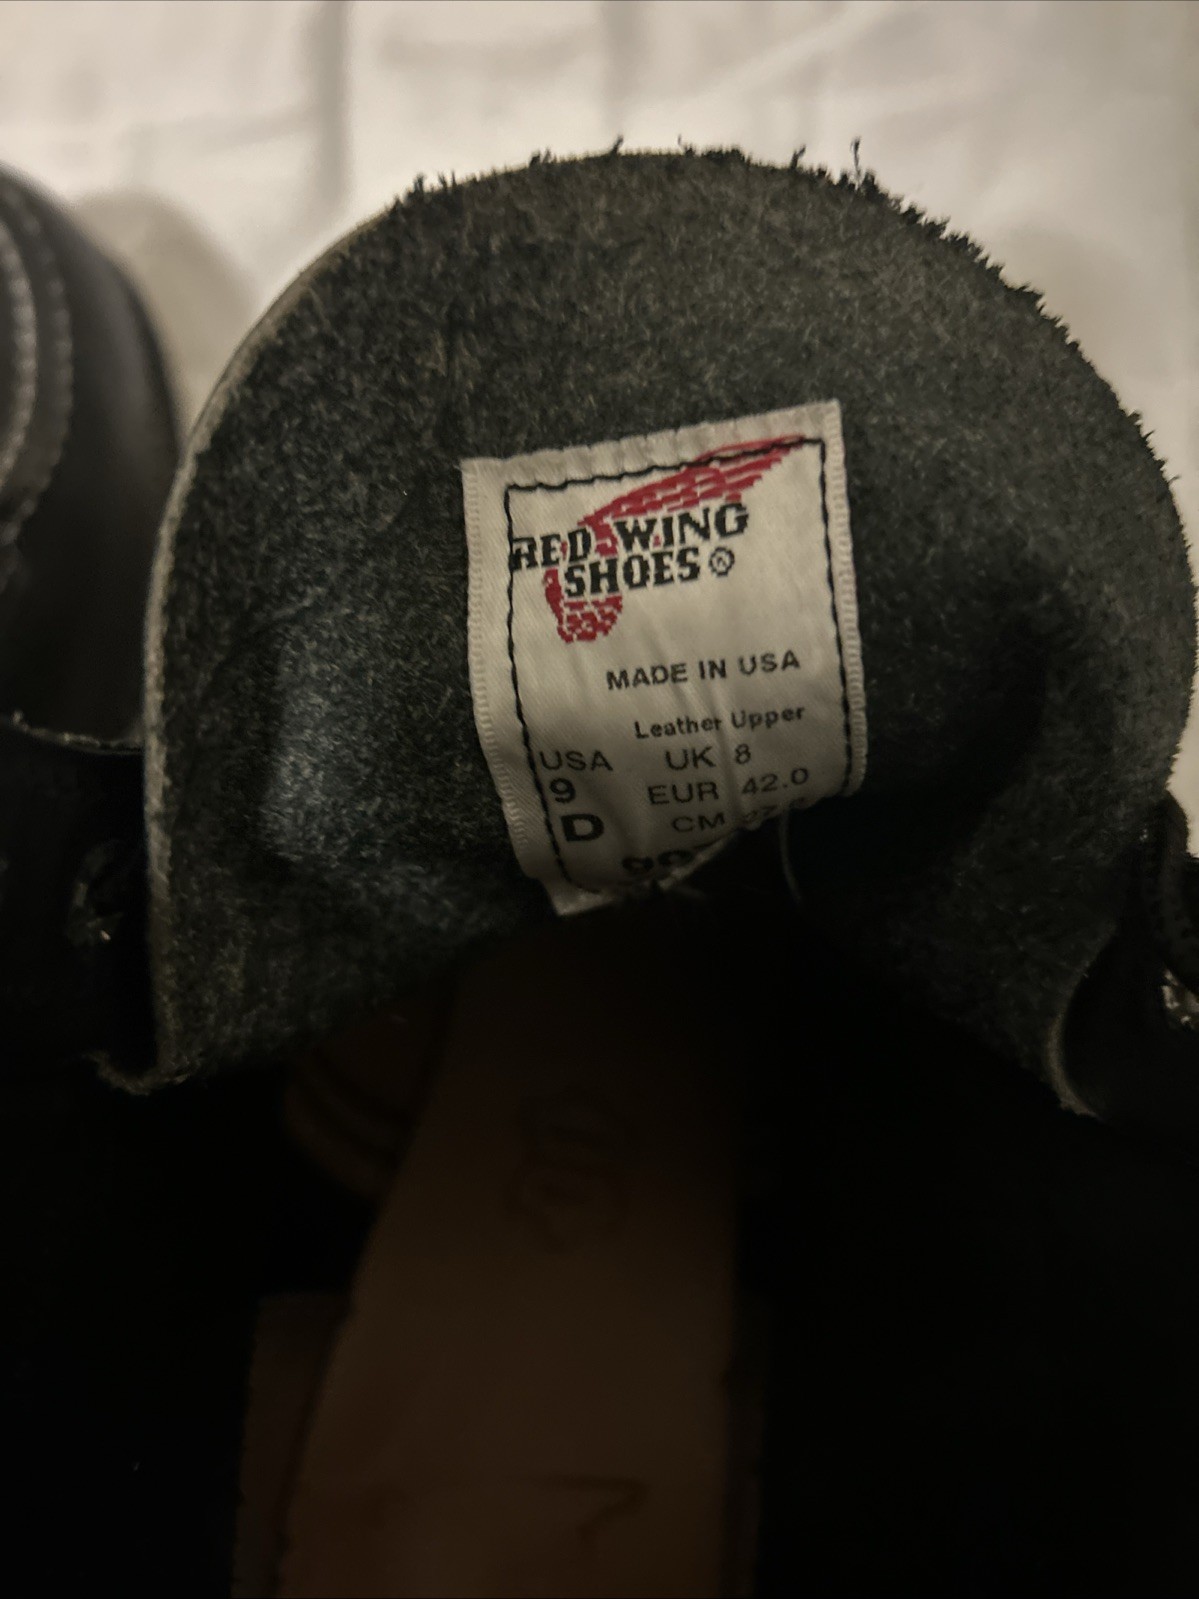 RED WING
SHOES®
MADE IN USA
Leather Upper
USA UK 8
9 EUR 42.0
D CM